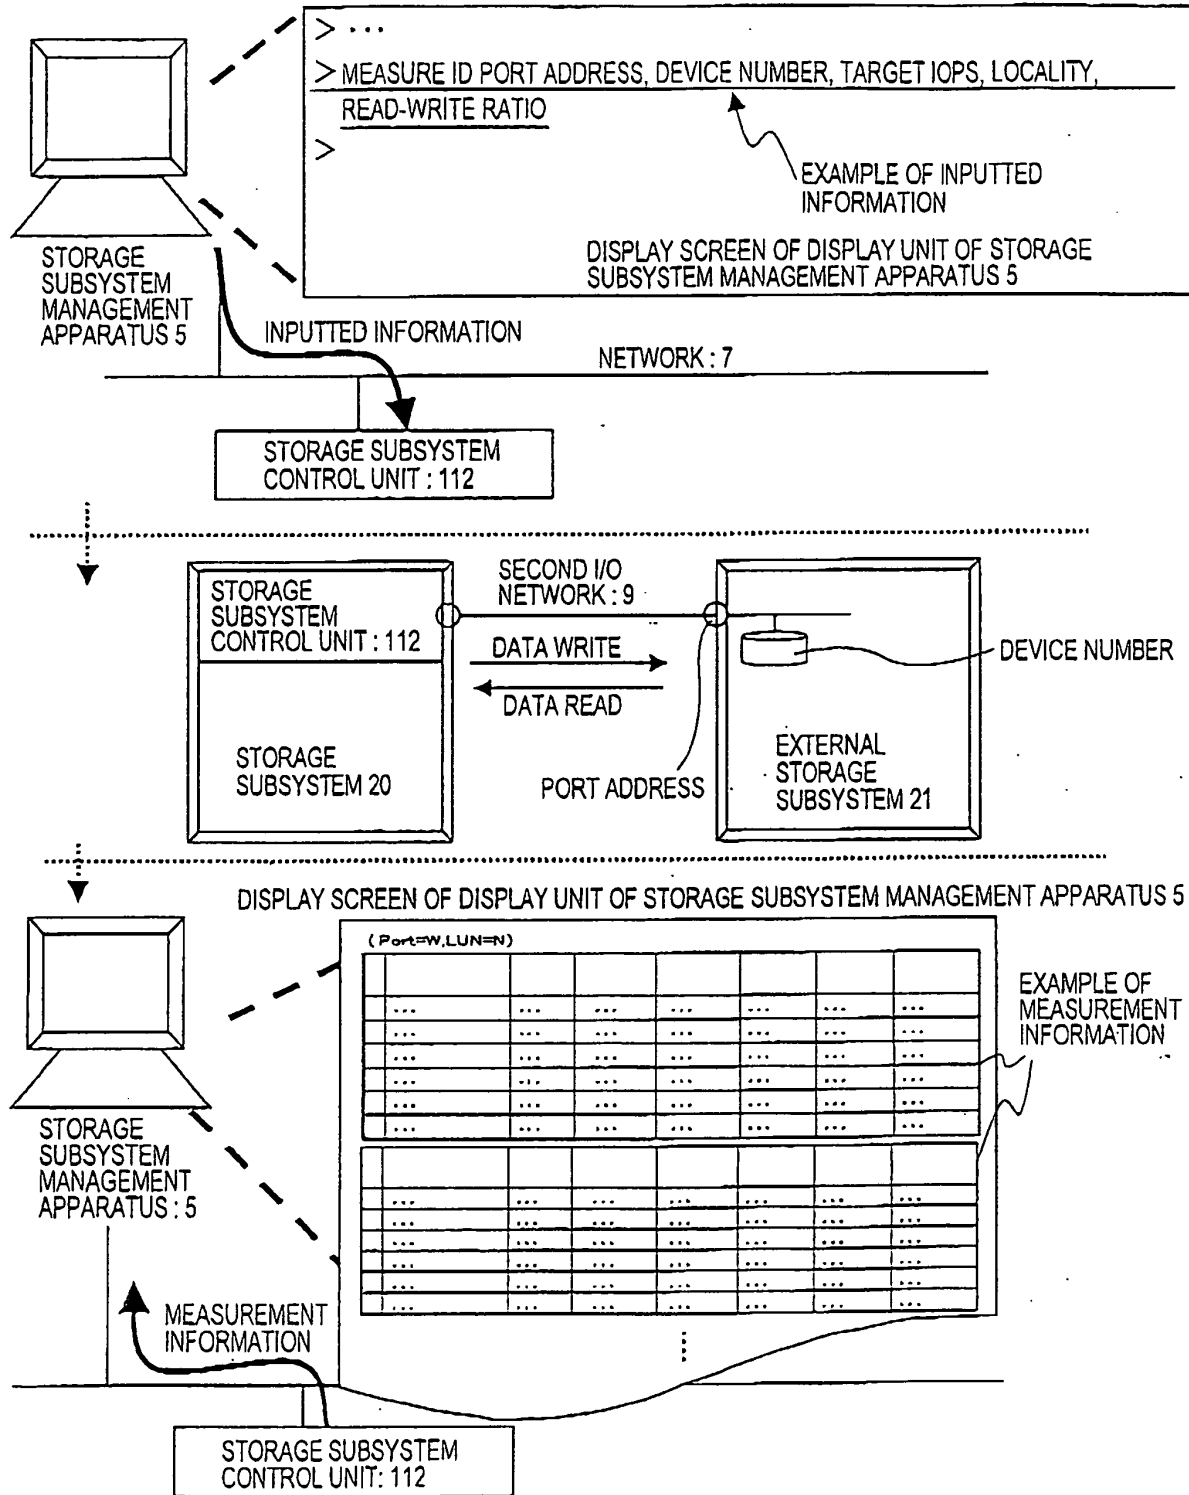 > ...
> MEASURE ID PORT ADDRESS, DEVICE NUMBER, TARGET IOPS, LOCALITY,
READ-WRITE RATIO
>
EXAMPLE OF INPUTTED
INFORMATION
DISPLAY SCREEN OF DISPLAY UNIT OF STORAGE
SUBSYSTEM MANAGEMENT APPARATUS 5
STORAGE
SUBSYSTEM
MANAGEMENT
APPARATUS 5
INPUTTED INFORMATION
NETWORK : 7
STORAGE SUBSYSTEM
CONTROL UNIT : 112
STORAGE
SUBSYSTEM
CONTROL UNIT : 112
SECOND I/O
NETWORK : 9
DATA WRITE
DATA READ
DEVICE NUMBER
STORAGE
SUBSYSTEM 20
PORT ADDRESS
EXTERNAL
STORAGE
SUBSYSTEM 21
DISPLAY SCREEN OF DISPLAY UNIT OF STORAGE SUBSYSTEM MANAGEMENT APPARATUS 5
(Port=W,LUN=N)
... ... ... ... ... ... ...
... ... ... ... ... ... ...
... ... ... ... ... ... ...
... ... ... ... ... ... ...
... ... ... ... ... ... ...
... ... ... ... ... ... ...
EXAMPLE OF
MEASUREMENT
INFORMATION
... ... ... ... ... ... ...
... ... ... ... ... ... ...
... ... ... ... ... ... ...
... ... ... ... ... ... ...
... ... ... ... ... ... ...
... ... ... ... ... ... ...
STORAGE
SUBSYSTEM
MANAGEMENT
APPARATUS : 5
MEASUREMENT
INFORMATION
STORAGE SUBSYSTEM
CONTROL UNIT: 112